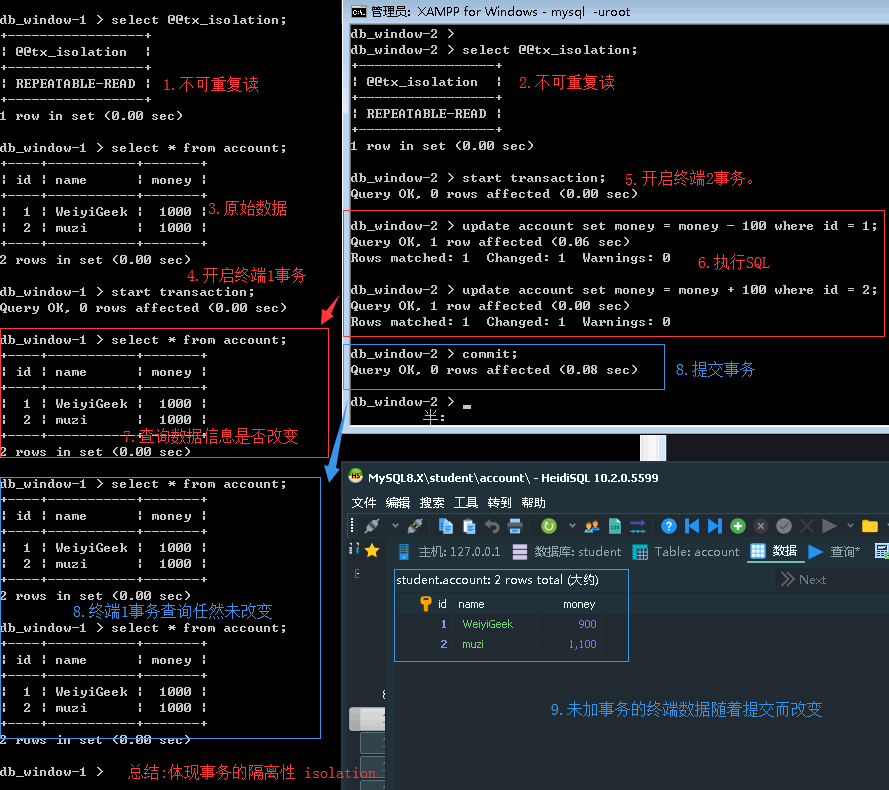 db_window-1 > select @@tx_isolation;
+-----------------+
| @@tx_isolation  |
+-----------------+
| REPEATABLE-READ | 1.不可重复读
+-----------------+
1 row in set (0.00 sec)
db_window-1 > select * from account;
+----+-----------+-------+
| id | name      | money |
+----+-----------+-------+
|  1 | WeiyiGeek |  1000 | 3.原始数据
|  2 | muzi      |  1000 |
+----+-----------+-------+
2 rows in set (0.00 sec)
4.开启终端1事务
db_window-1 > start transaction;
Query OK, 0 rows affected (0.00 sec)
db_window-1 > select * from account;
+----+-----------+-------+
| id | name      | money |
+----+-----------+-------+
|  1 | WeiyiGeek |  1000 |
|  2 | muzi      |  1000 |
+----+-----------+-------+
7.查询数据信息是否改变
2 rows in set (0.00 sec)
db_window-1 > select * from account;
+----+-----------+-------+
| id | name      | money |
+----+-----------+-------+
|  1 | WeiyiGeek |  1000 |
|  2 | muzi      |  1000 |
+----+-----------+-------+
2 rows in set (0.00 sec)
8.终端1事务查询任然未改变
db_window-1 > select * from account;
+----+-----------+-------+
| id | name      | money |
+----+-----------+-------+
|  1 | WeiyiGeek |  1000 |
|  2 | muzi      |  1000 |
+----+-----------+-------+
2 rows in set (0.00 sec)
db_window-1 > 总结:体现事务的隔离性 isolation
管理员: XAMPP for Windows - mysql -uroot
db_window-2 >
db_window-2 > select @@tx_isolation;
+-----------------+
| @@tx_isolation  | 2.不可重复读
+-----------------+
| REPEATABLE-READ |
+-----------------+
1 row in set (0.00 sec)
db_window-2 > start transaction; 5.开启终端2事务。
Query OK, 0 rows affected (0.00 sec)
db_window-2 > update account set money = money - 100 where id = 1;
Query OK, 1 row affected (0.06 sec)
Rows matched: 1  Changed: 1  Warnings: 0 6.执行SQL
db_window-2 > update account set money = money + 100 where id = 2;
Query OK, 1 row affected (0.00 sec)
Rows matched: 1  Changed: 1  Warnings: 0
db_window-2 > commit;
Query OK, 0 rows affected (0.08 sec) 8.提交事务
db_window-2 > _
半:
MySQL8.X\student\account\ - HeidiSQL 10.2.0.5599
文件 编辑 搜索 工具 转到 帮助
主机: 127.0.0.1 数据库: student Table: account 数据 查询*
student.account: 2 rows total (大约) Next
id name money
1 WeiyiGeek 900
2 muzi 1,100
9.未加事务的终端数据随着提交而改变